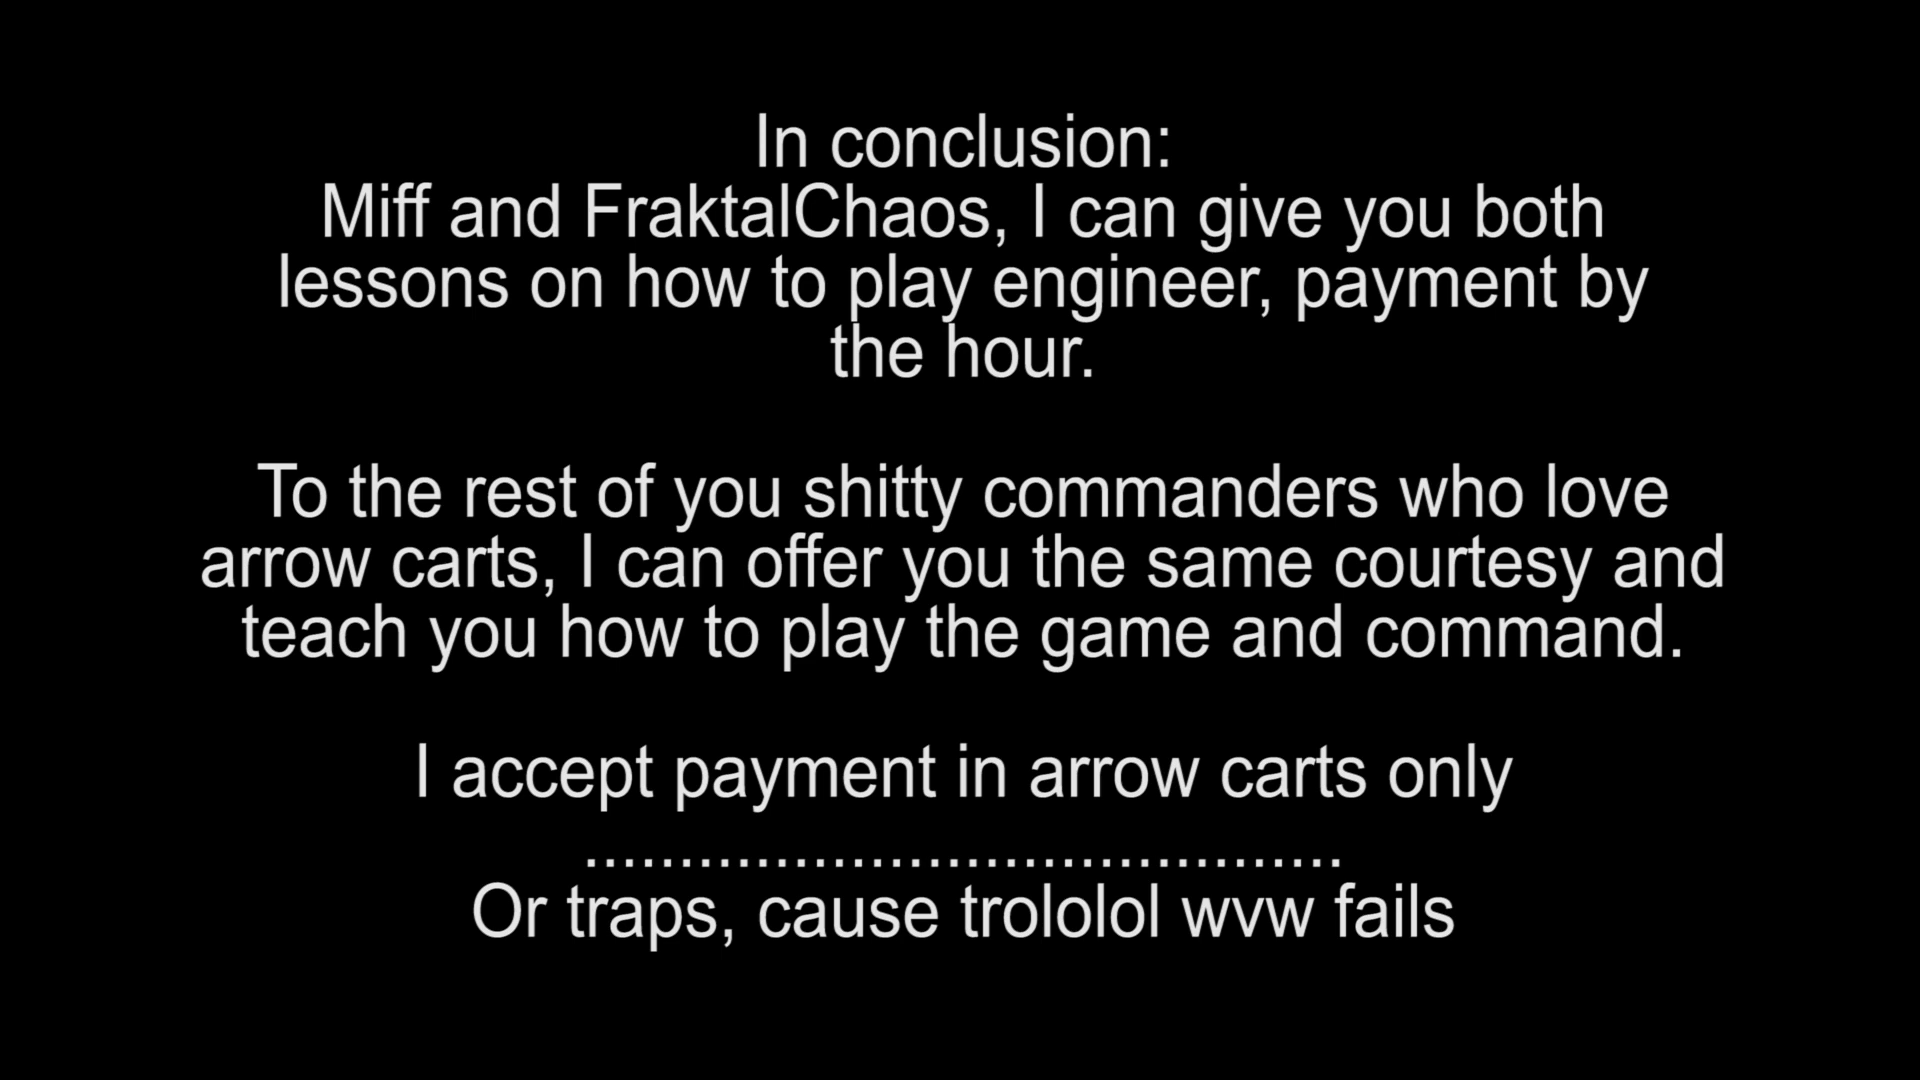 In conclusion:
Miff and FraktalChaos, I can give you both
lessons on how to play engineer, payment by
the hour.
To the rest of you shitty commanders who love
arrow carts, I can offer you the same courtesy and
teach you how to play the game and command.
I accept payment in arrow carts only
........................................
Or traps, cause trololol wvw fails